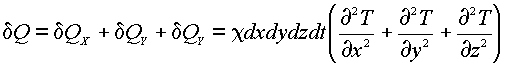 δQ = δQ_X + δQ_Y + δQ_Y = χdxdydzdt(∂²T/∂x² + ∂²T/∂y² + ∂²T/∂z²)